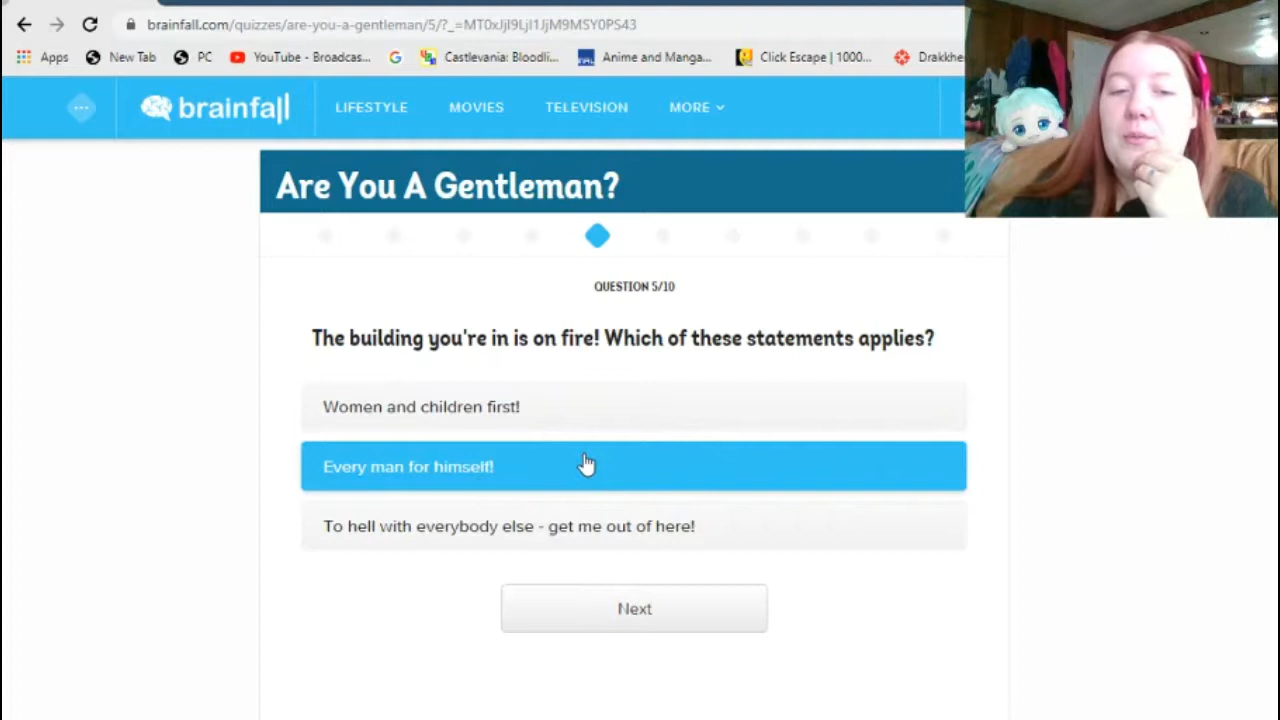 brainfall.com/quizzes/are-you-a-gentleman/5/?_=MT0xJjI9LjI1JjM9MSY0PS43
Apps New Tab PC YouTube - Broadcas... Castlevania: Bloodli... Anime and Manga... Click Escape | 1000... Drakkhe
brainfall LIFESTYLE MOVIES TELEVISION MORE
Are You A Gentleman?
QUESTION 5/10
The building you're in is on fire! Which of these statements applies?
Women and children first!
Every man for himself!
To hell with everybody else - get me out of here!
Next